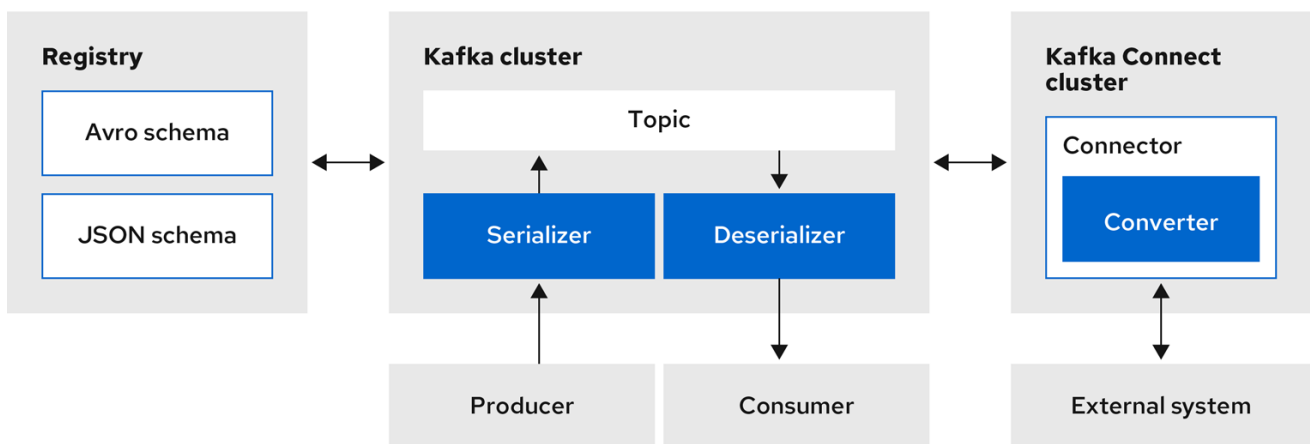 Registry
Avro schema
JSON schema
Kafka cluster
Topic
Serializer
Deserializer
Producer
Consumer
Kafka Connect
cluster
Connector
Converter
External system